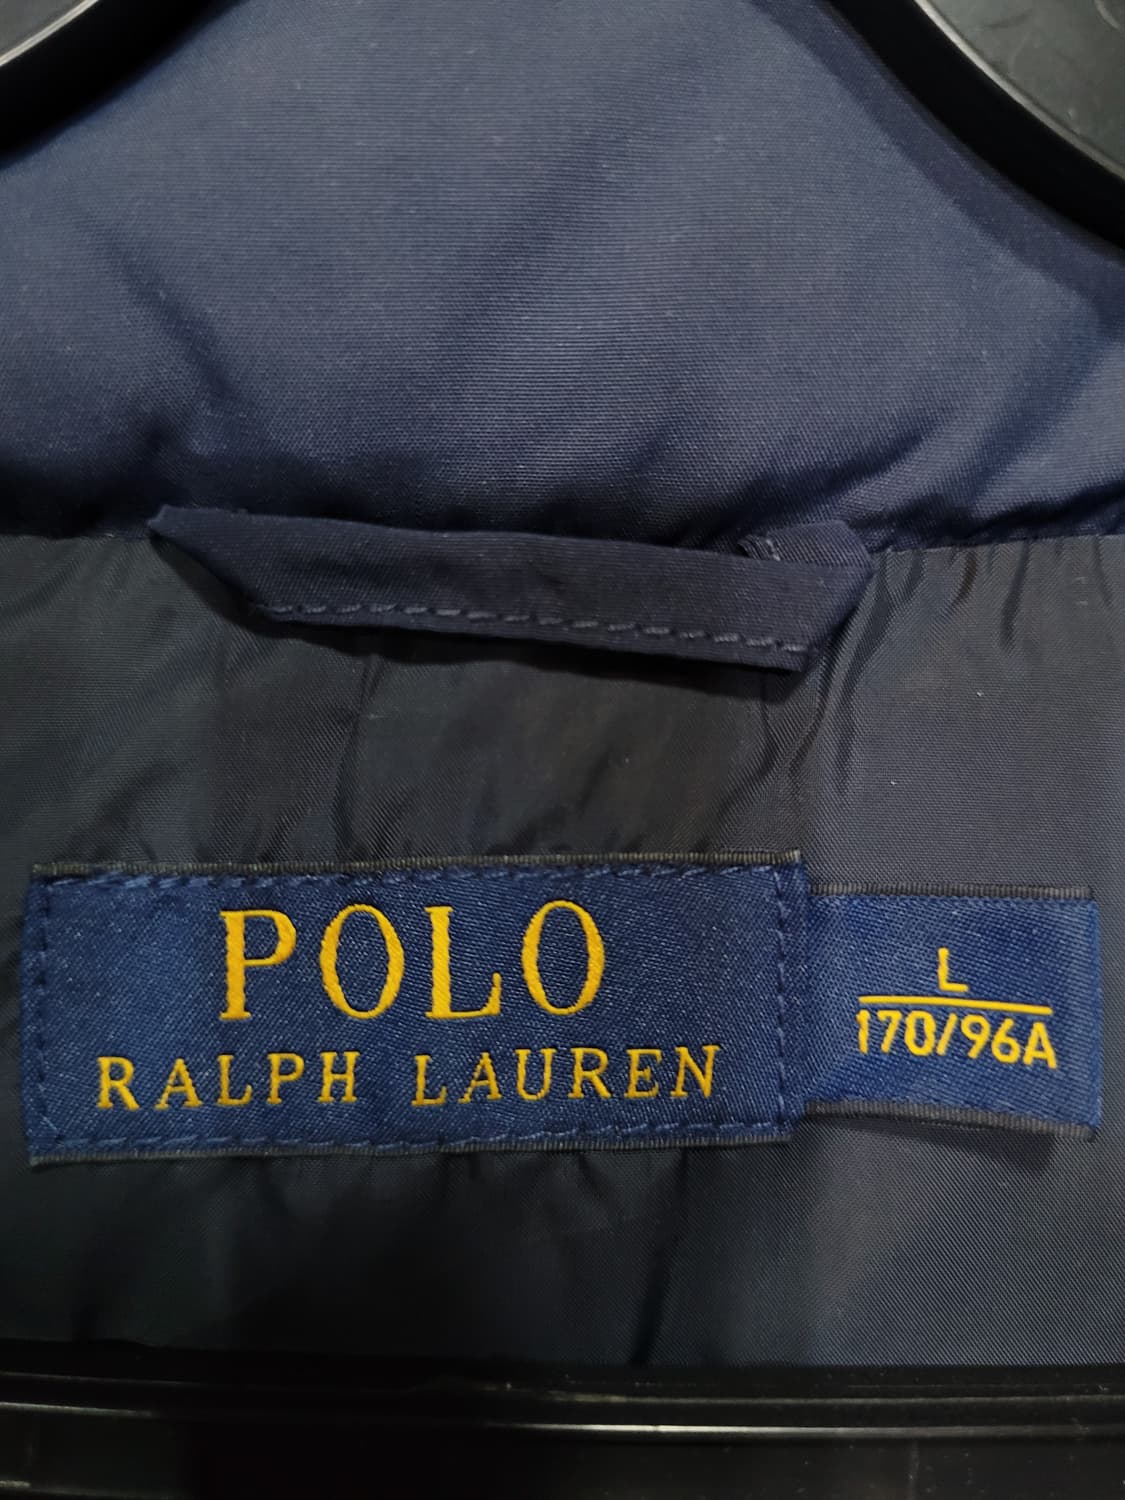 POLO
RALPH LAUREN
L
170/96A